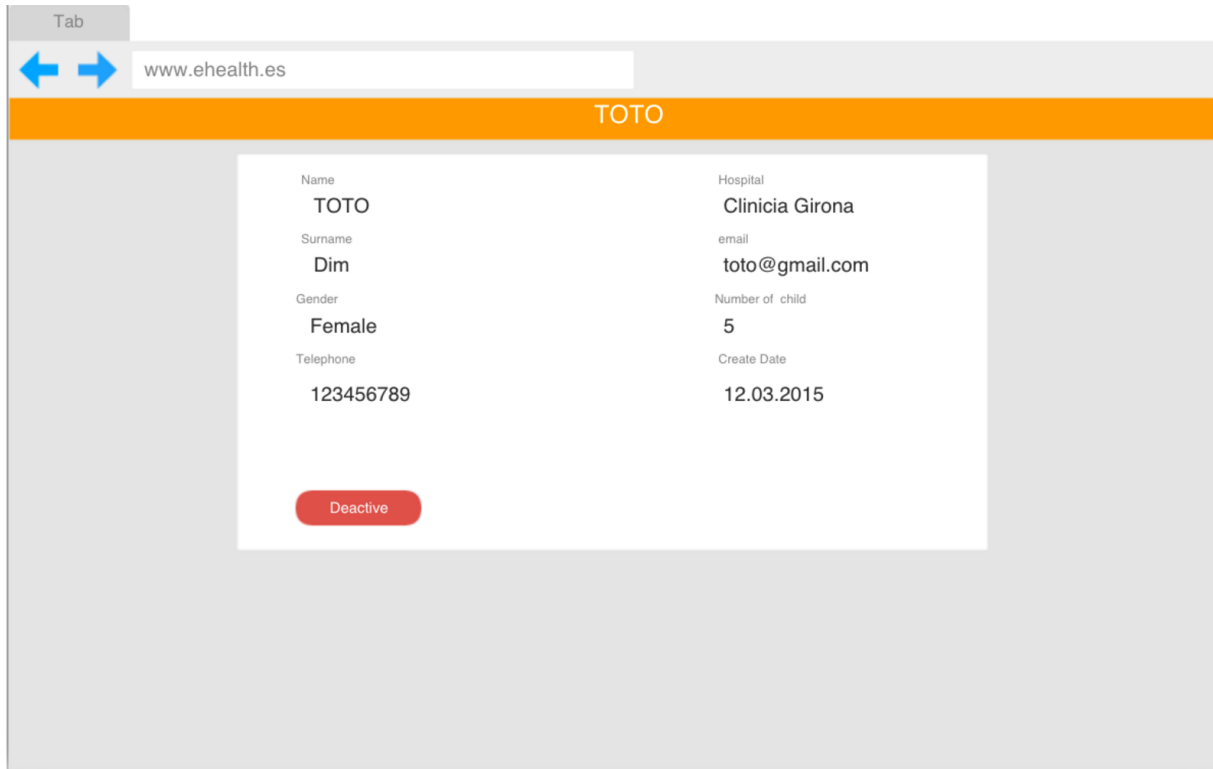 Tab
www.ehealth.es
TOTO
Name
TOTO
Surname
Dim
Gender
Female
Telephone
123456789
Hospital
Clinicia Girona
email
toto@gmail.com
Number of child
5
Create Date
12.03.2015
Deactive